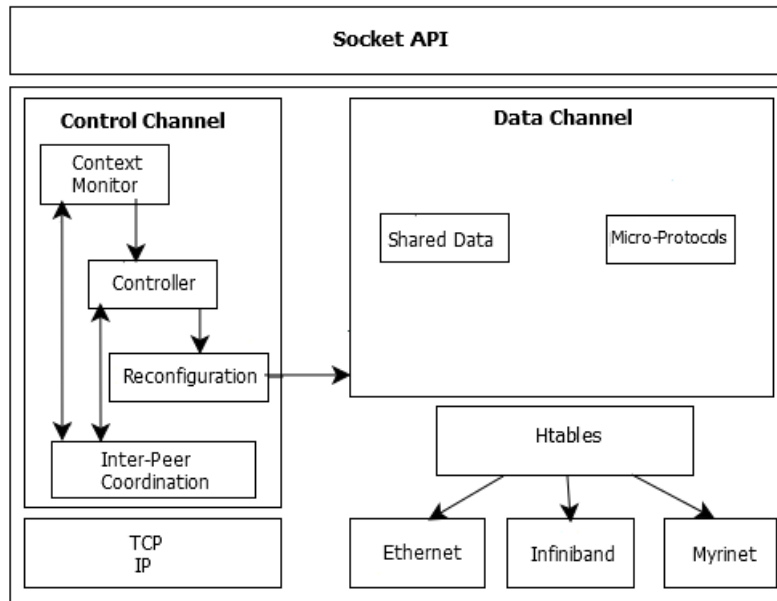 Socket API
Control Channel
Context
Monitor
Controller
Reconfiguration
Inter-Peer
Coordination
TCP
IP
Data Channel
Shared Data
Micro-Protocols
Htables
Ethernet
Infiniband
Myrinet